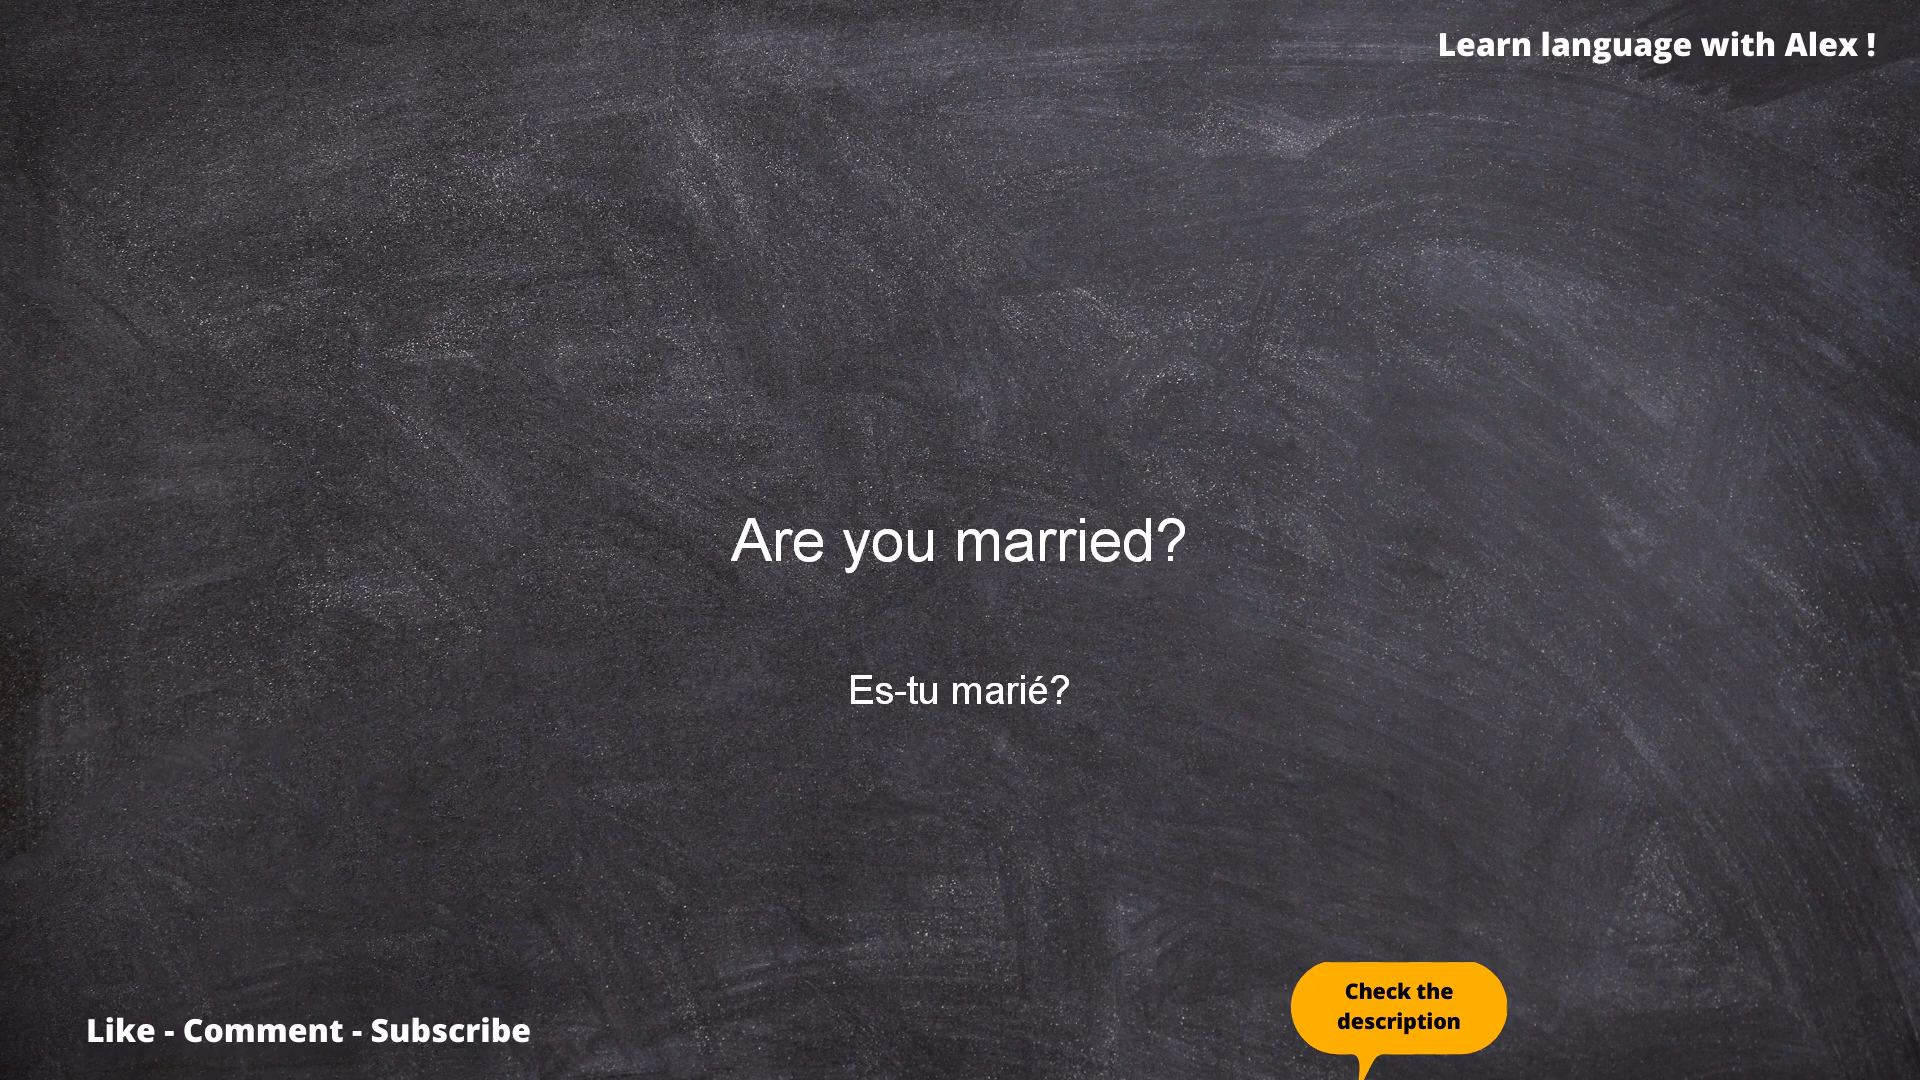 Learn language with Alex !
Are you married?
Es-tu marié?
Check the
description
Like - Comment - Subscribe